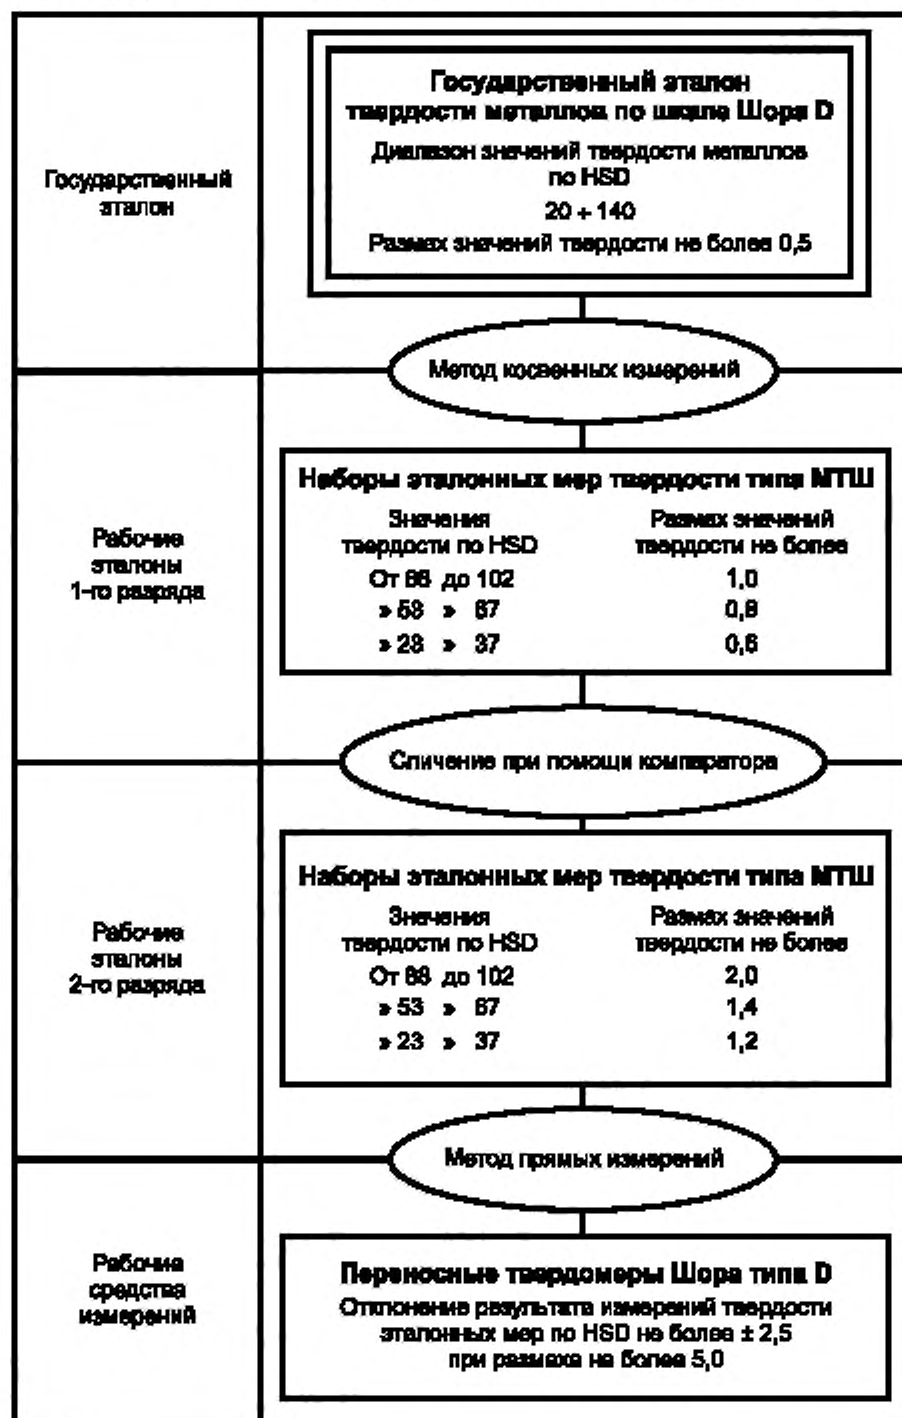 Государственный
эталон
Государственный эталон
твердости металлов по шкале Шора D
Диапазон значений твердости металлов
по HSD
20 ÷ 140
Размах значений твердости не более 0,5
Метод косвенных измерений
Рабочие
эталоны
1-го разряда
Наборы эталонных мер твердости типа МТШ
Значения
твердости по HSD
Размах значений
твердости не более
От 88 до 102
1,0
» 53 » 67
0,8
» 23 » 37
0,6
Сличение при помощи компаратора
Рабочие
эталоны
2-го разряда
Наборы эталонных мер твердости типа МТШ
Значения
твердости по HSD
Размах значений
твердости не более
От 88 до 102
2,0
» 53 » 67
1,4
» 23 » 37
1,2
Метод прямых измерений
Рабочие
средства
измерений
Переносные твердомеры Шора типа D
Отклонение результата измерений твердости
эталонных мер по HSD не более ± 2,5
при размахе не более 5,0